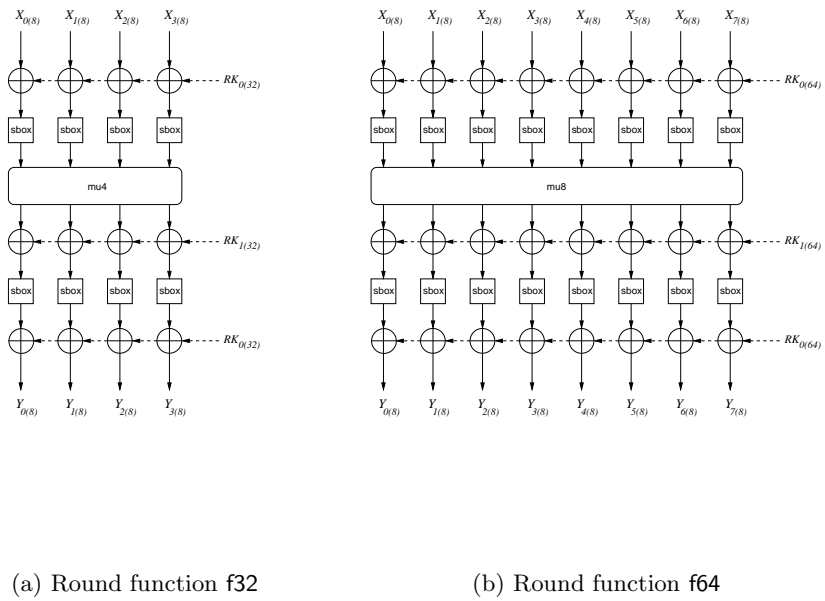 X0(8) X1(8) X2(8) X3(8) X0(8) X1(8) X2(8) X3(8) X4(8) X5(8) X6(8) X7(8)
RK0(32) RK0(64)
sbox sbox sbox sbox sbox sbox sbox sbox sbox sbox sbox sbox
mu4 mu8
RK1(32) RK1(64)
sbox sbox sbox sbox sbox sbox sbox sbox sbox sbox sbox sbox
RK0(32) RK0(64)
Y0(8) Y1(8) Y2(8) Y3(8) Y0(8) Y1(8) Y2(8) Y3(8) Y4(8) Y5(8) Y6(8) Y7(8)
(a) Round function f32 (b) Round function f64